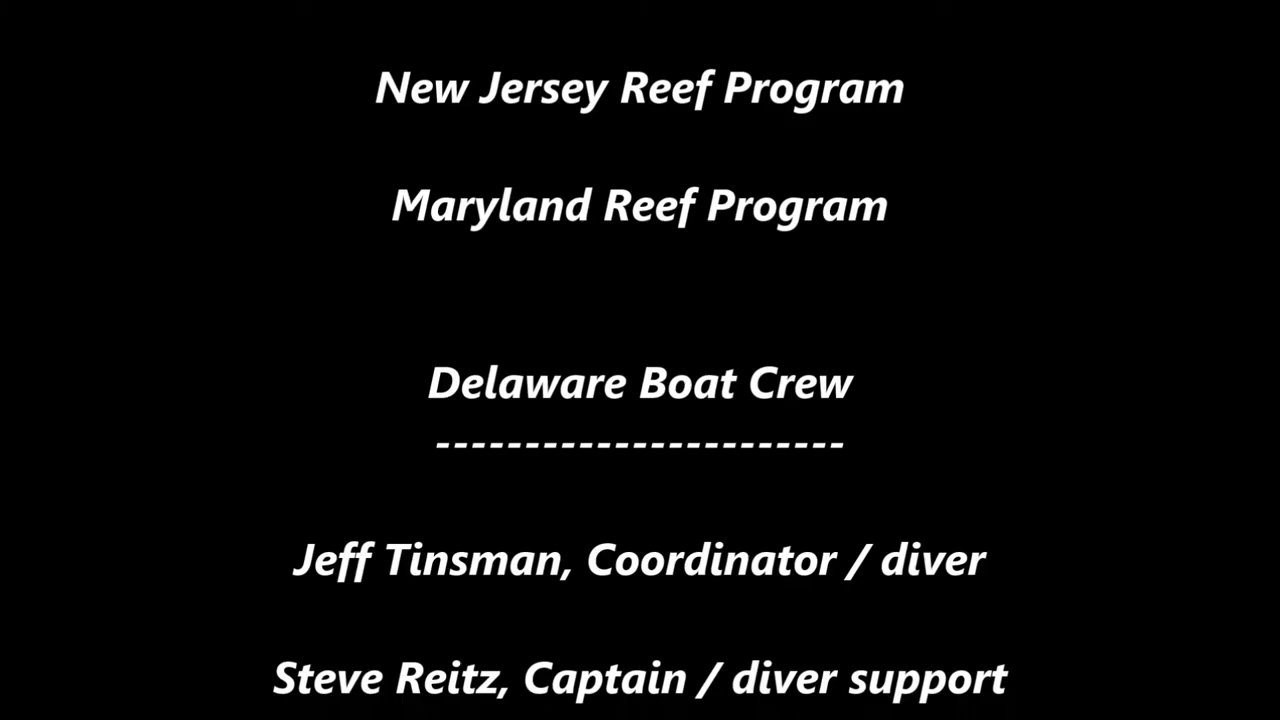 New Jersey Reef Program
Maryland Reef Program
Delaware Boat Crew
-----------------------
Jeff Tinsman, Coordinator / diver
Steve Reitz, Captain / diver support